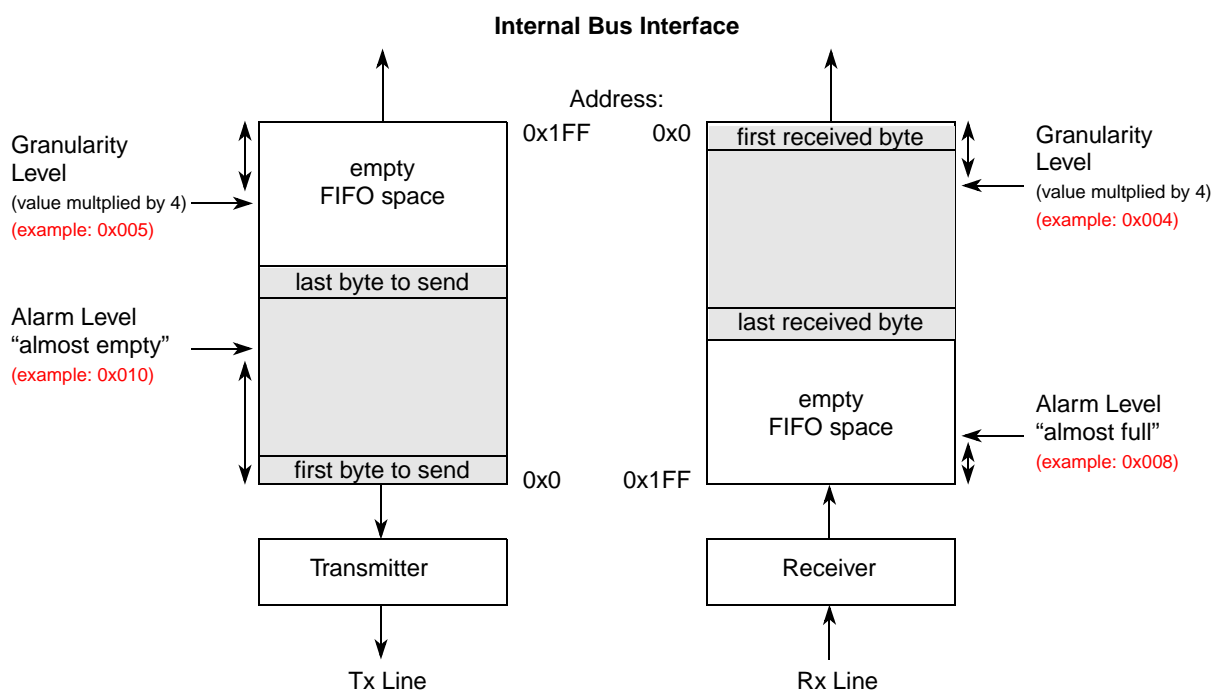 Internal Bus Interface
Address:
Granularity
Level
(value multplied by 4)
(example: 0x005)
Alarm Level
“almost empty”
(example: 0x010)
empty
FIFO space
last byte to send
first byte to send
0x1FF
0x0
Transmitter
Tx Line
0x0
0x1FF
first received byte
last received byte
empty
FIFO space
Receiver
Rx Line
Granularity
Level
(value multplied by 4)
(example: 0x004)
Alarm Level
“almost full”
(example: 0x008)